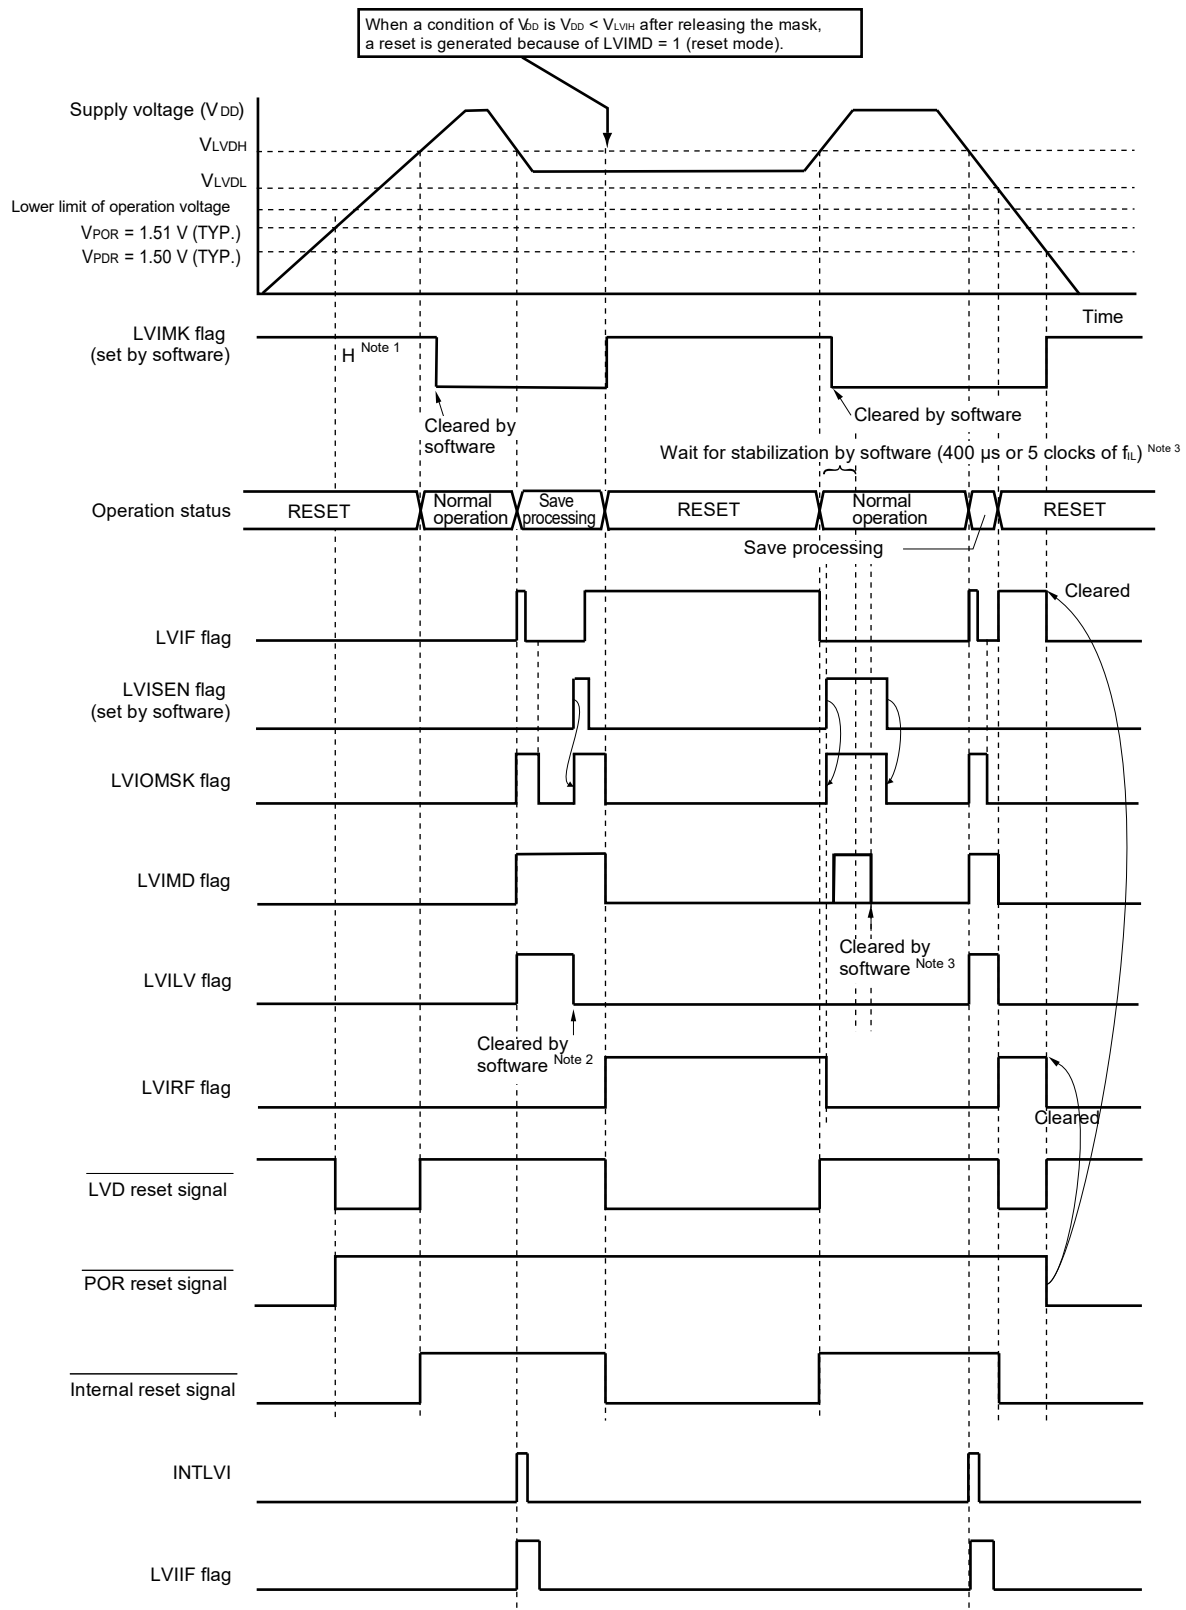 When a condition of VDD is VDD < VLVIH after releasing the mask,
a reset is generated because of LVIMD = 1 (reset mode).
Supply voltage (VDD)
VLVDH
VLVDL
Lower limit of operation voltage
VPOR = 1.51 V (TYP.)
VPDR = 1.50 V (TYP.)
Time
LVIMK flag
(set by software)
H Note 1
Cleared by
software
Cleared by software
Wait for stabilization by software (400 µs or 5 clocks of fIL) Note 3
Operation status
RESET
Normal
operation
Save
processing
RESET
Normal
operation
RESET
Save processing
Cleared
LVIF flag
LVISEN flag
(set by software)
LVIOMSK flag
LVIMD flag
Cleared by
software Note 3
LVILV flag
Cleared by
software Note 2
LVIRF flag
Cleared
LVD reset signal
POR reset signal
Internal reset signal
INTLVI
LVIIF flag